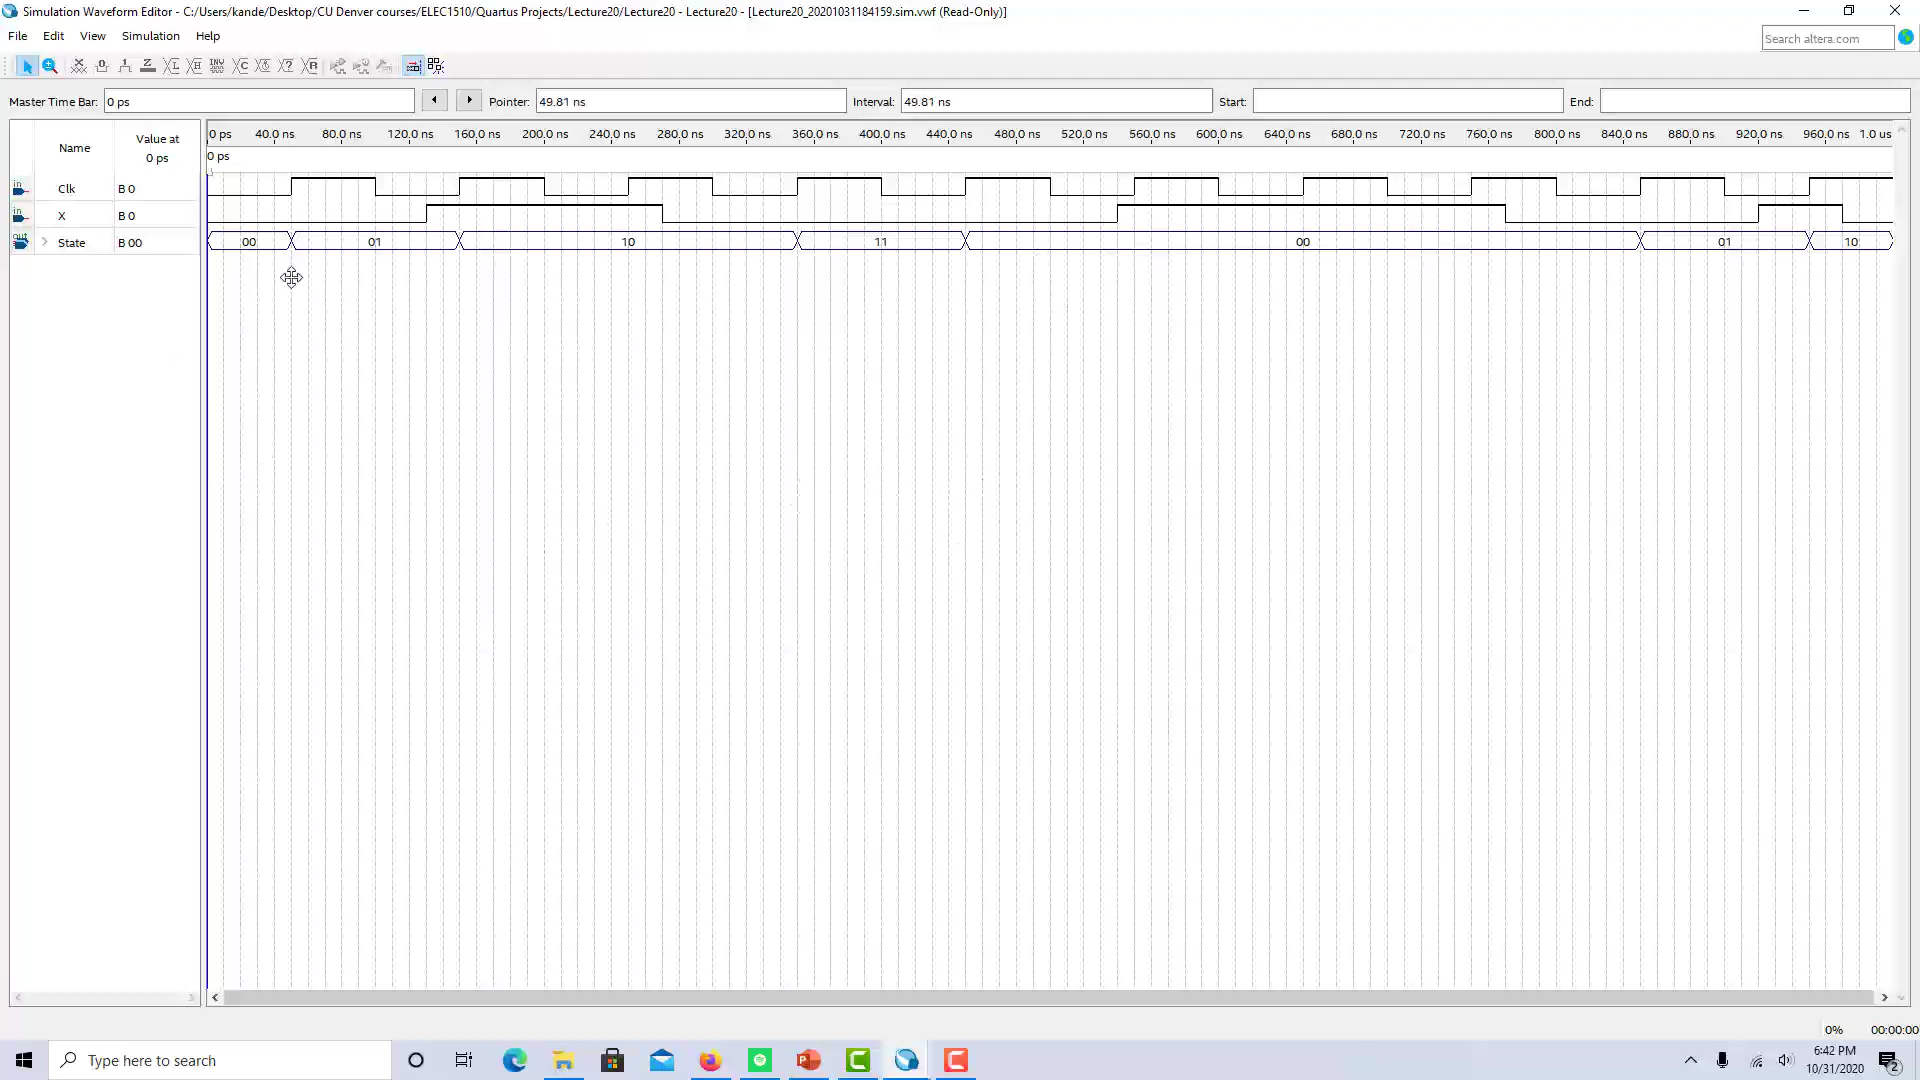 Simulation Waveform Editor - C:/Users/kande/Desktop/CU Denver courses/ELEC1510/Quartus Projects/Lecture20/Lecture20 - Lecture20 - [Lecture20_20201031184159.sim.vwf (Read-Only)]
File Edit View Simulation Help
Search altera.com
Master Time Bar: 0 ps Pointer: 49.81 ns Interval: 49.81 ns Start: End:
Name Value at 0 ps
0 ps 40.0 ns 80.0 ns 120.0 ns 160.0 ns 200.0 ns 240.0 ns 280.0 ns 320.0 ns 360.0 ns 400.0 ns 440.0 ns 480.0 ns 520.0 ns 560.0 ns 600.0 ns 640.0 ns 680.0 ns 720.0 ns 760.0 ns 800.0 ns 840.0 ns 880.0 ns 920.0 ns 960.0 ns 1.0 us
0 ps
in Clk B 0
in X B 0
out State B 00 00 01 10 11 00 01 10
0% 00:00:00
Type here to search
6:42 PM
10/31/2020
2